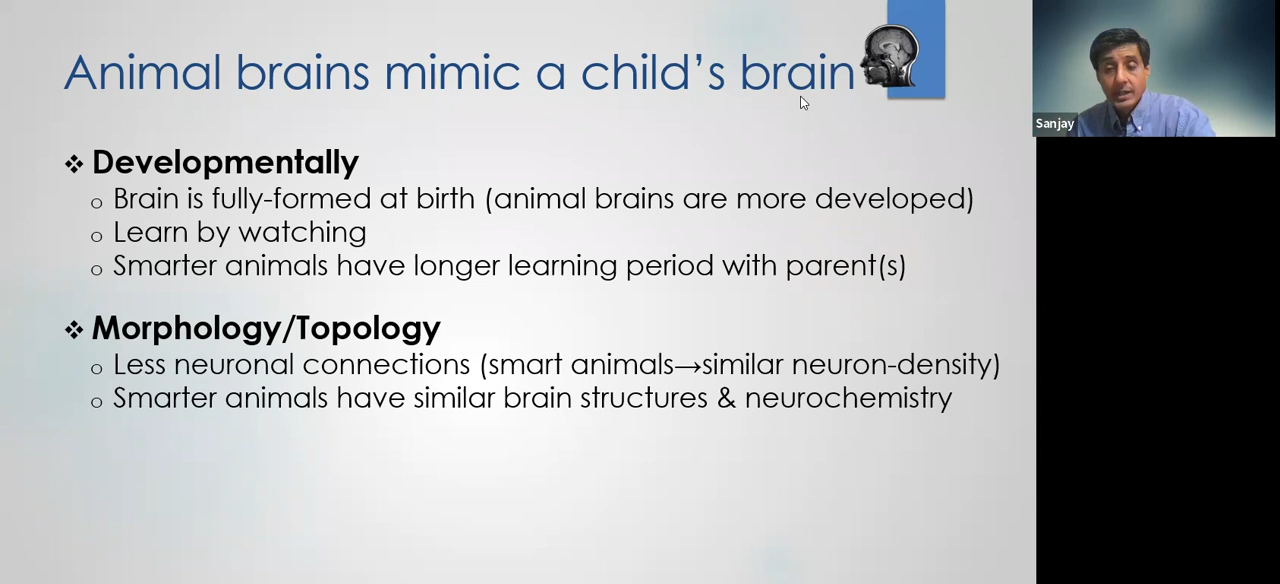 Animal brains mimic a child's brain
Sanjay
❖ Developmentally
o Brain is fully-formed at birth (animal brains are more developed)
o Learn by watching
o Smarter animals have longer learning period with parent(s)
❖ Morphology/Topology
o Less neuronal connections (smart animals→similar neuron-density)
o Smarter animals have similar brain structures & neurochemistry